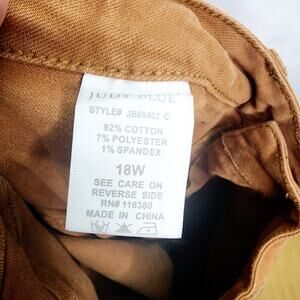 JUDY BLUE
STYLE# JB88462 C
92% COTTON
7% POLYESTER
1% SPANDEX
18W
SEE CARE ON
REVERSE SIDE
RN# 116380
MADE IN CHINA